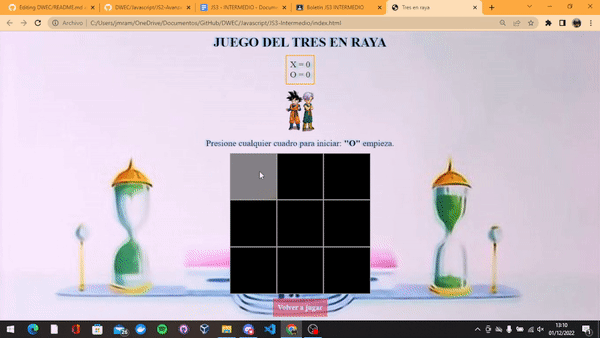 Editing DWEC/README.md at
DWEC/Javascript/JS2-Avanz
JS3 - INTERMEDIO - Documen
Boletín JS3 INTERMEDIO
Tres en raya
Archivo
C:/Users/jmram/OneDrive/Documentos/GitHub/DWEC/Javascript/JS3-Intermedio/index.html
JUEGO DEL TRES EN RAYA
X = 0
O = 0
Presione cualquier cuadro para iniciar: "O" empieza.
Volver a jugar
13:10
01/12/2022